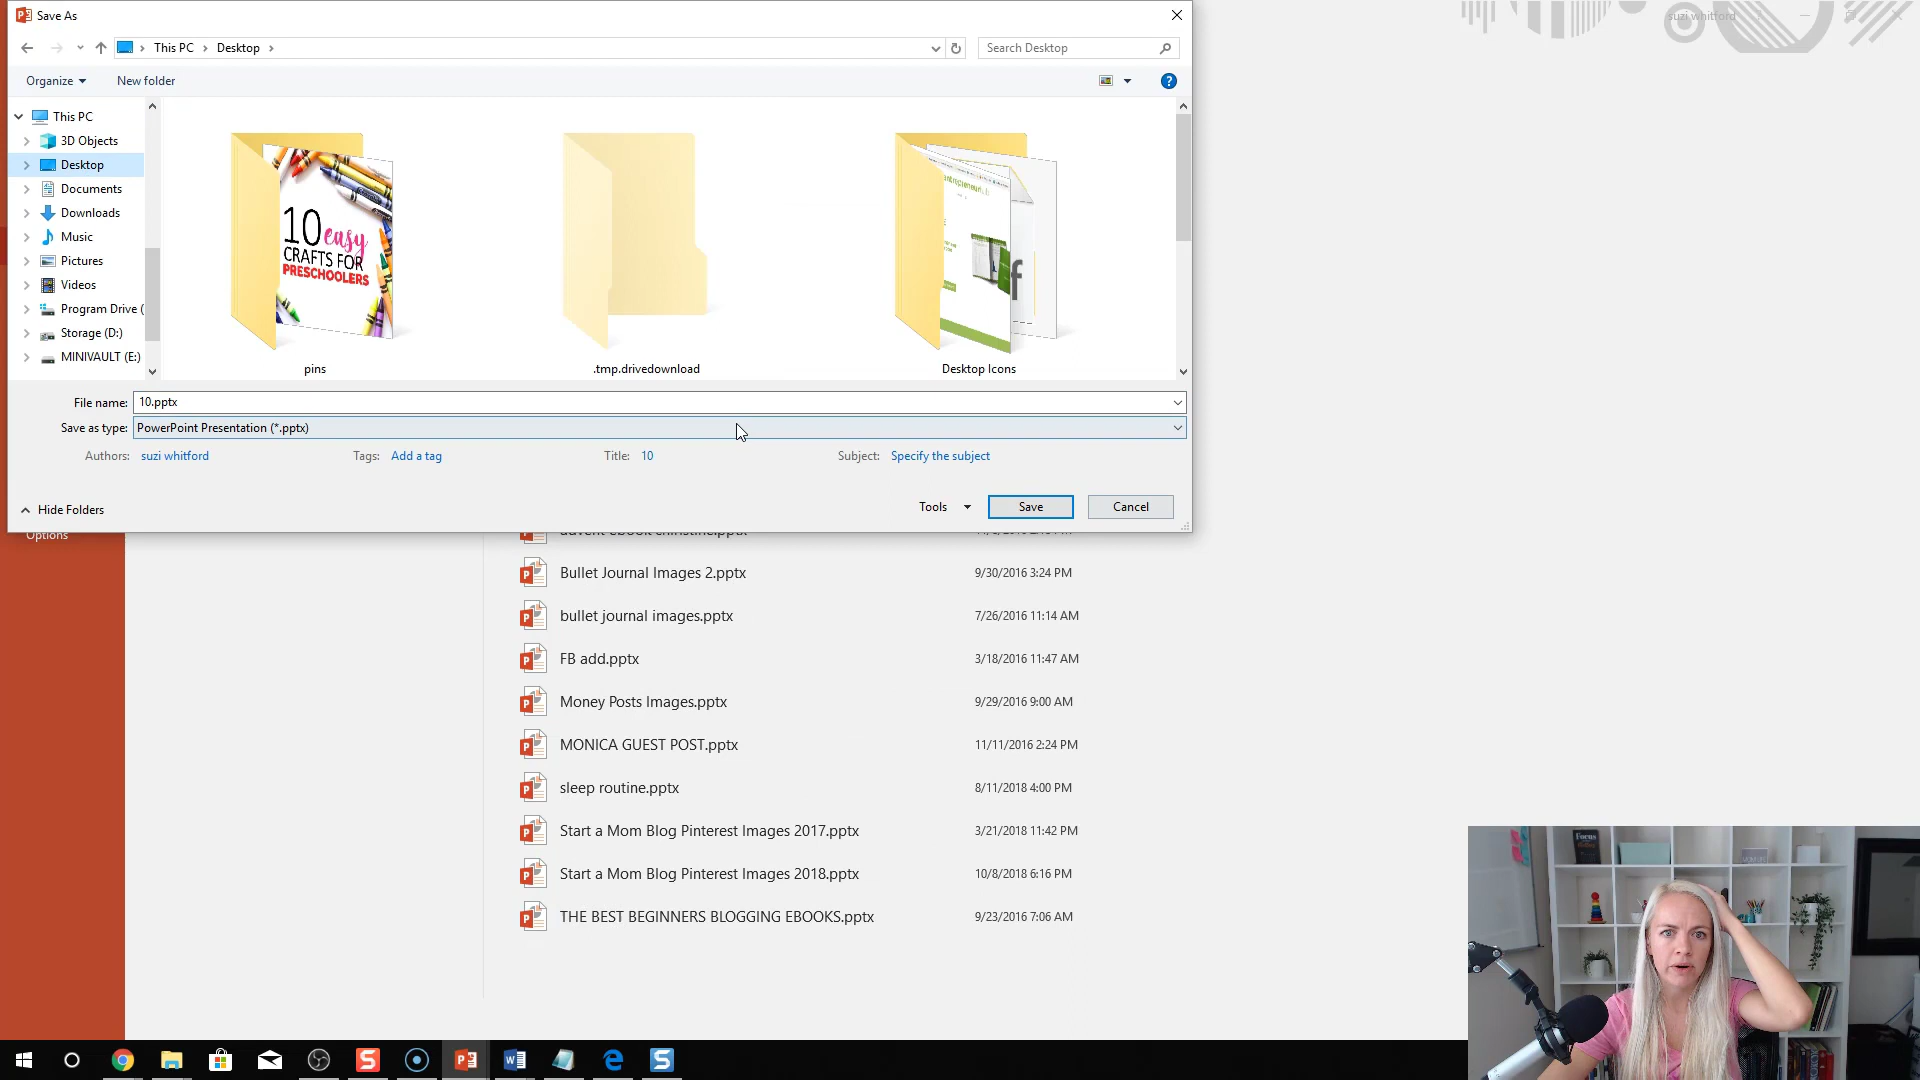 Save As
suzi whitford
This PC
Desktop
Search Desktop
Organize
New folder
This PC
3D Objects
Desktop
Documents
Downloads
Music
Pictures
Videos
Program Drive (
Storage (D:)
MINIVAULT (E:)
10 easy
CRAFTS FOR
PRESCHOOLERS
pins
.tmp.drivedownload
Desktop Icons
File name: 10.pptx
Save as type: PowerPoint Presentation (*.pptx)
Authors: suzi whitford Tags: Add a tag Title: 10 Subject: Specify the subject
Hide Folders
Tools
Save
Cancel
Options
Bullet Journal Images 2.pptx 9/30/2016 3:24 PM
bullet journal images.pptx 7/26/2016 11:14 AM
FB add.pptx 3/18/2016 11:47 AM
Money Posts Images.pptx 9/29/2016 9:00 AM
MONICA GUEST POST.pptx 11/11/2016 2:24 PM
sleep routine.pptx 8/11/2018 4:00 PM
Start a Mom Blog Pinterest Images 2017.pptx 3/21/2018 11:42 PM
Start a Mom Blog Pinterest Images 2018.pptx 10/8/2018 6:16 PM
THE BEST BEGINNERS BLOGGING EBOOKS.pptx 9/23/2016 7:06 AM
Focus